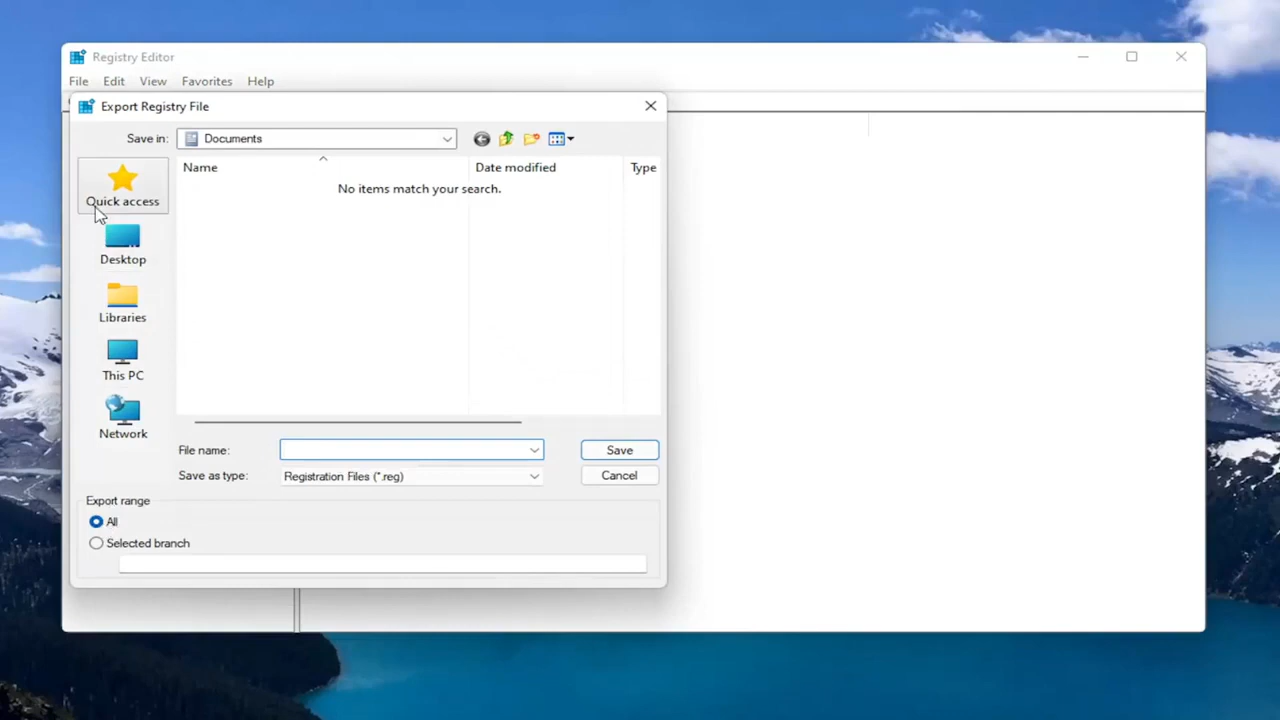 Registry Editor
File Edit View Favorites Help
Export Registry File
Save in: Documents
Name Date modified Type
No items match your search.
Quick access
Desktop
Libraries
This PC
Network
File name: Save
Save as type: Registration Files (*.reg) Cancel
Export range
All
Selected branch